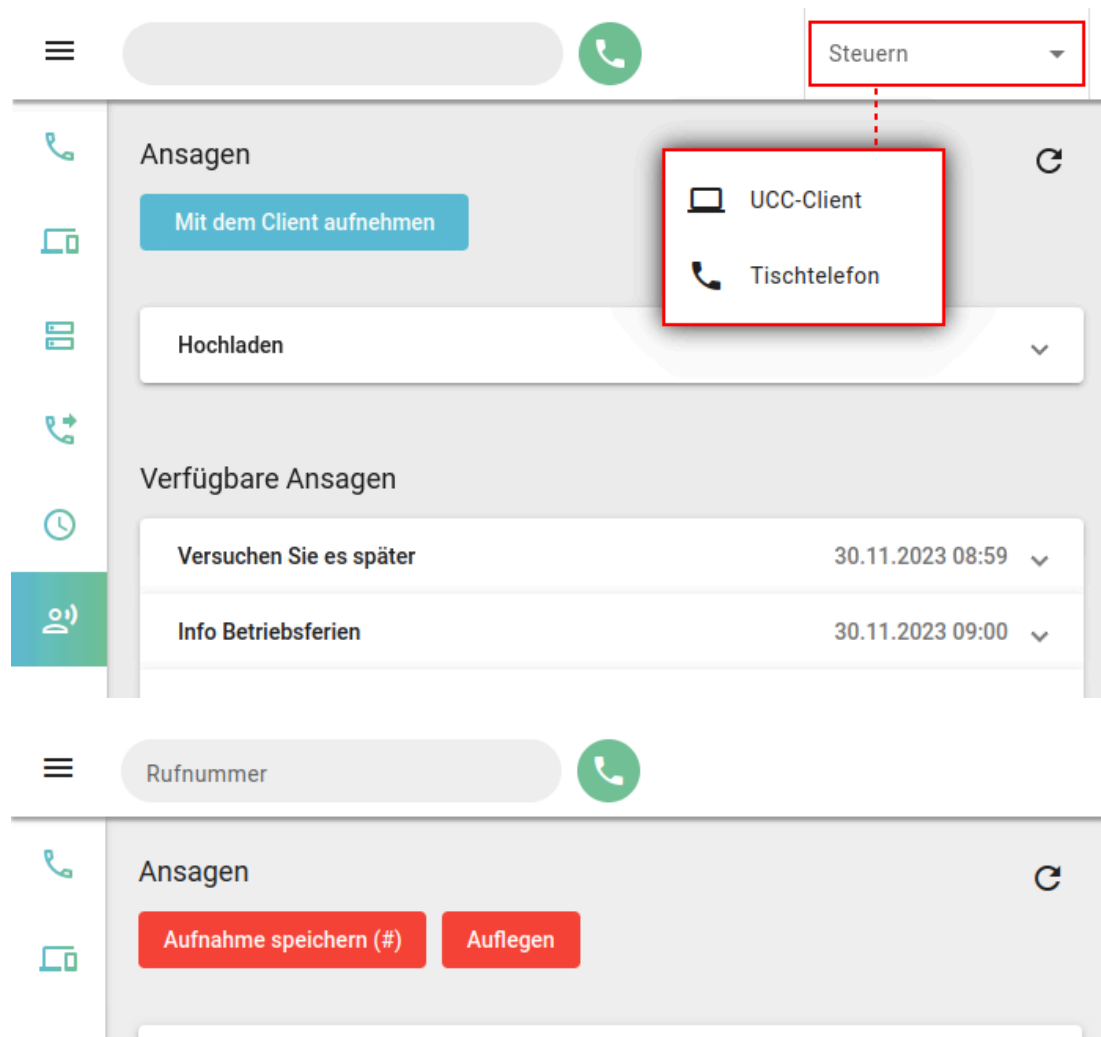 Steuern
Ansagen
Mit dem Client aufnehmen
UCC-Client
Tischtelefon
Hochladen
Verfügbare Ansagen
Versuchen Sie es später 30.11.2023 08:59
Info Betriebsferien 30.11.2023 09:00
Rufnummer
Ansagen
Aufnahme speichern (#) Auflegen